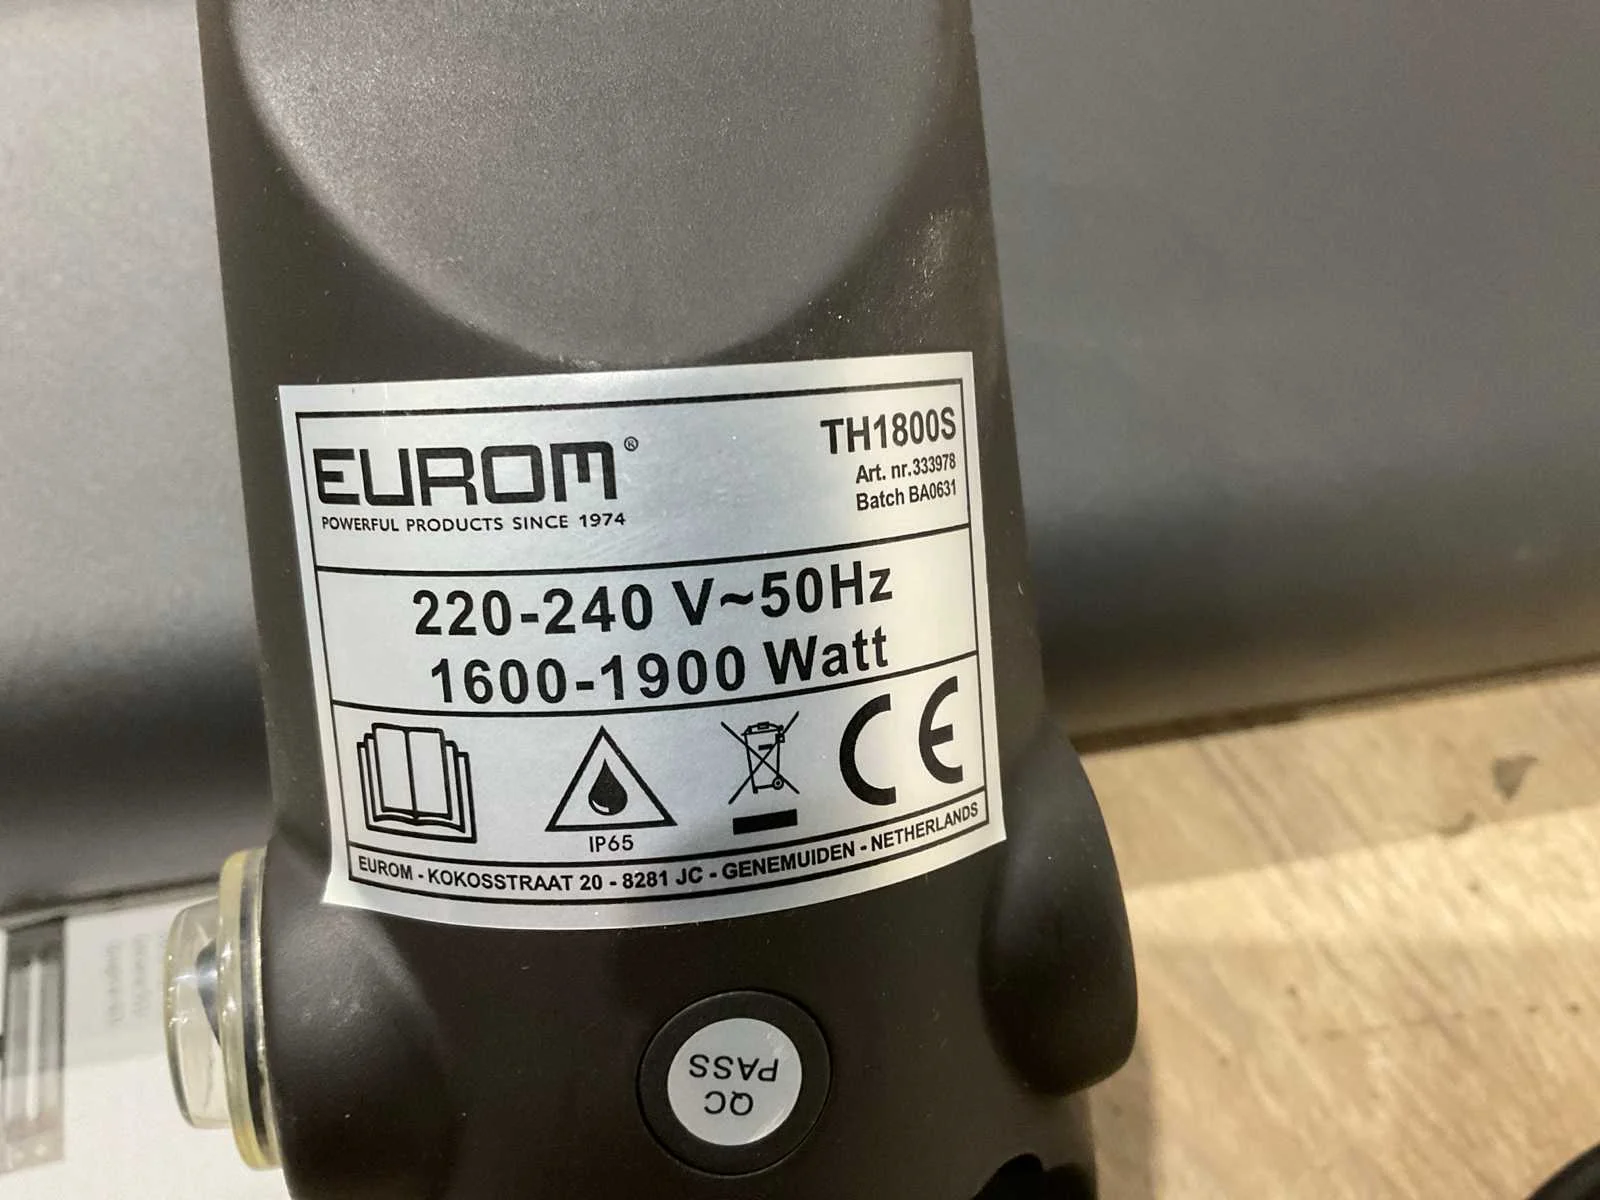 EUROM®
POWERFUL PRODUCTS SINCE 1974
TH1800S
Art. nr.333978
Batch BA0631
220-240 V~50Hz
1600-1900 Watt
IP65
CE
EUROM - KOKOSSTRAAT 20 - 8281 JC - GENEMUIDEN - NETHERLANDS
QC
PASS